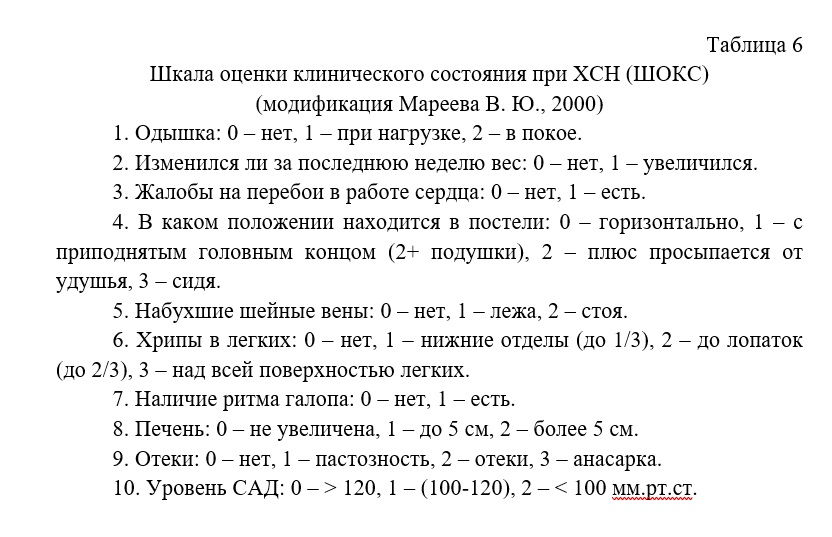 Таблица 6
Шкала оценки клинического состояния при ХСН (ШОКС)
(модификация Мареева В. Ю., 2000)
1. Одышка: 0 – нет, 1 – при нагрузке, 2 – в покое.
2. Изменился ли за последнюю неделю вес: 0 – нет, 1 – увеличился.
3. Жалобы на перебои в работе сердца: 0 – нет, 1 – есть.
4. В каком положении находится в постели: 0 – горизонтально, 1 – с
приподнятым головным концом (2+ подушки), 2 – плюс просыпается от
удушья, 3 – сидя.
5. Набухшие шейные вены: 0 – нет, 1 – лежа, 2 – стоя.
6. Хрипы в легких: 0 – нет, 1 – нижние отделы (до 1/3), 2 – до лопаток
(до 2/3), 3 – над всей поверхностью легких.
7. Наличие ритма галопа: 0 – нет, 1 – есть.
8. Печень: 0 – не увеличена, 1 – до 5 см, 2 – более 5 см.
9. Отеки: 0 – нет, 1 – пастозность, 2 – отеки, 3 – анасарка.
10. Уровень САД: 0 – > 120, 1 – (100-120), 2 – < 100 мм.рт.ст.